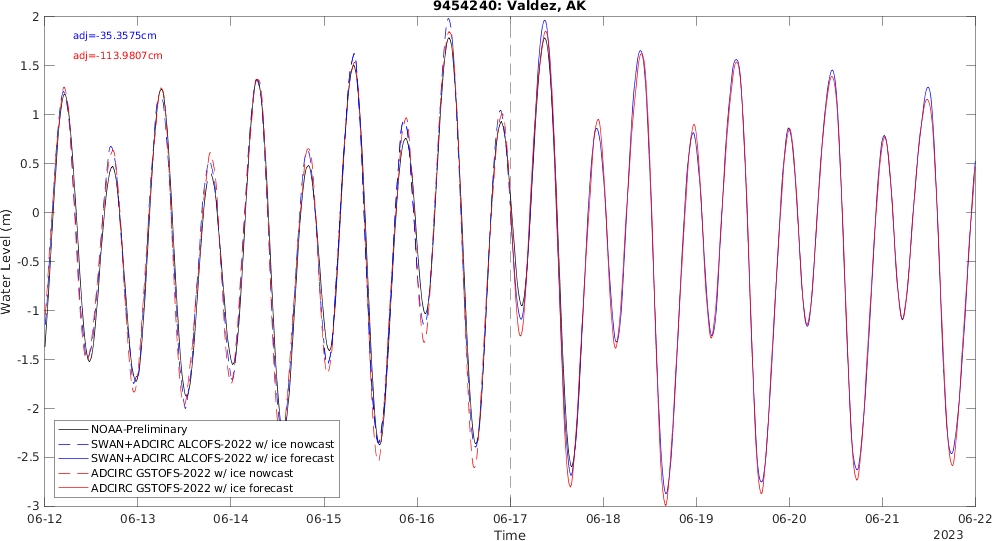 9454240: Valdez, AK
adj=-35.3575cm
adj=-113.9807cm
Water Level (m)
2
1.5
1
0.5
0
-0.5
-1
-1.5
-2
-2.5
-3
NOAA-Preliminary
SWAN+ADCIRC ALCOFS-2022 w/ ice nowcast
SWAN+ADCIRC ALCOFS-2022 w/ ice forecast
ADCIRC GSTOFS-2022 w/ ice nowcast
ADCIRC GSTOFS-2022 w/ ice forecast
06-12 06-13 06-14 06-15 06-16 06-17 06-18 06-19 06-20 06-21 06-22
Time
2023